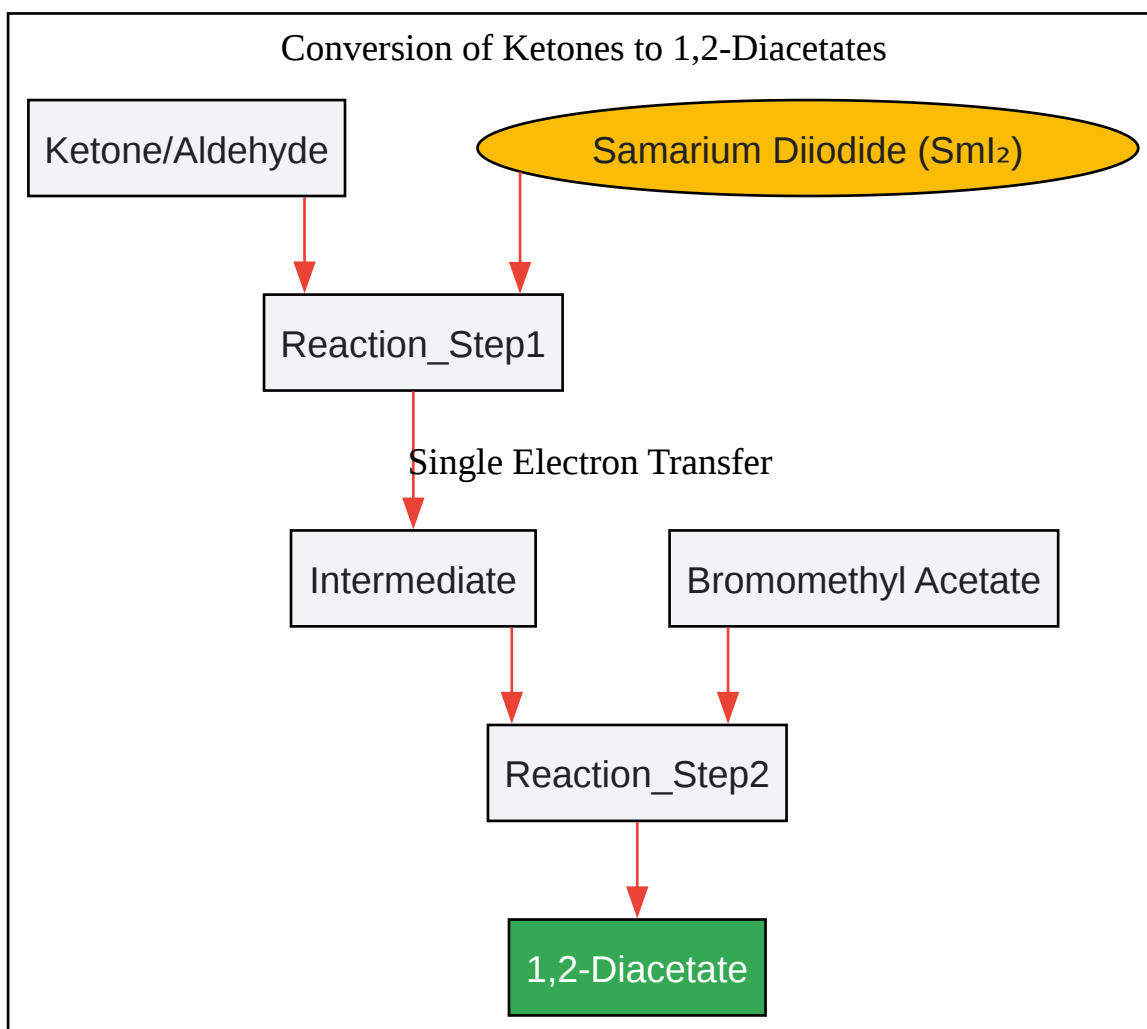 Conversion of Ketones to 1,2-Diacetates
Ketone/Aldehyde
Samarium Diiodide (SmI₂)
Reaction_Step1
Single Electron Transfer
Intermediate
Bromomethyl Acetate
Reaction_Step2
1,2-Diacetate